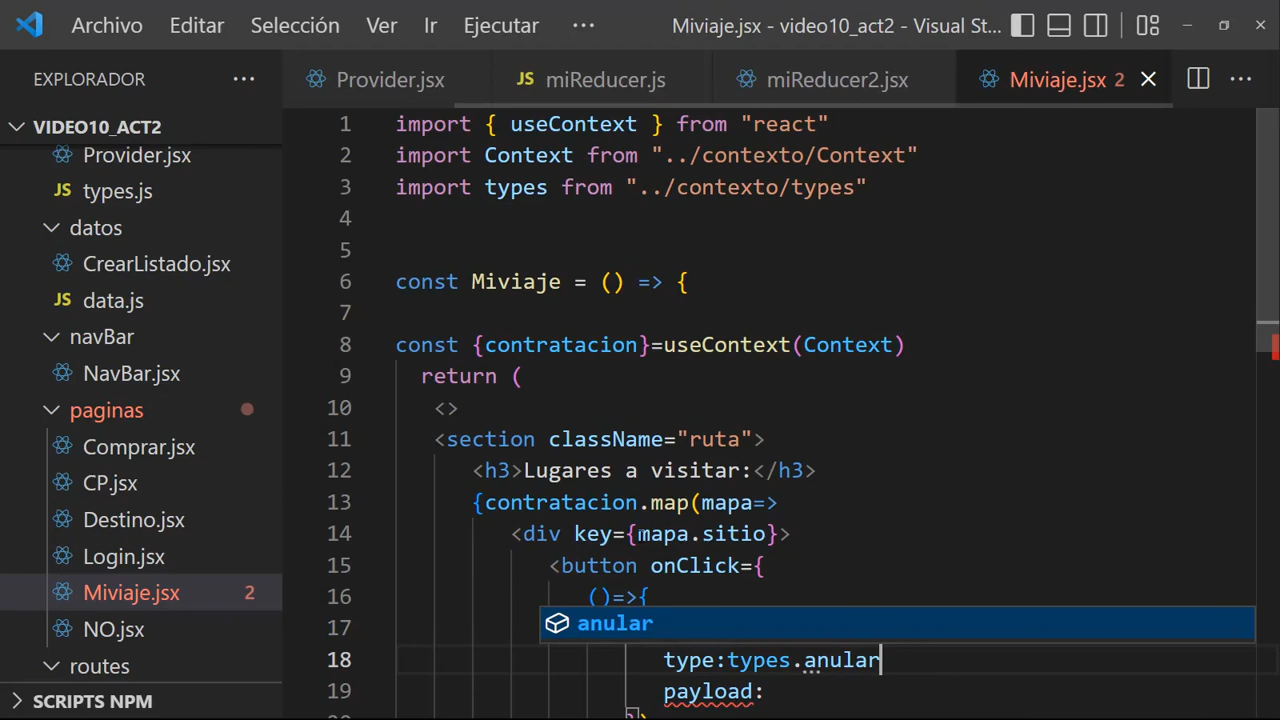 Archivo Editar Selección Ver Ir Ejecutar ··· Miviaje.jsx - video10_act2 - Visual St...
EXPLORADOR ···
Provider.jsx JS miReducer.js miReducer2.jsx Miviaje.jsx 2 ···
VIDEO10_ACT2
Provider.jsx
JS types.js
datos
CrearListado.jsx
JS data.js
navBar
NavBar.jsx
paginas
Comprar.jsx
CP.jsx
Destino.jsx
Login.jsx
Miviaje.jsx 2
NO.jsx
routes
SCRIPTS NPM
1 import { useContext } from "react"
2 import Context from "../contexto/Context"
3 import types from "../contexto/types"
4
5
6 const Miviaje = () => {
7
8 const {contratacion}=useContext(Context)
9 return (
10 <>
11 <section className="ruta">
12 <h3>Lugares a visitar:</h3>
13 {contratacion.map(mapa=>
14 <div key={mapa.sitio}>
15 <button onClick={
16 ()=>{
17
anular
18 type:types.anular
19 payload: